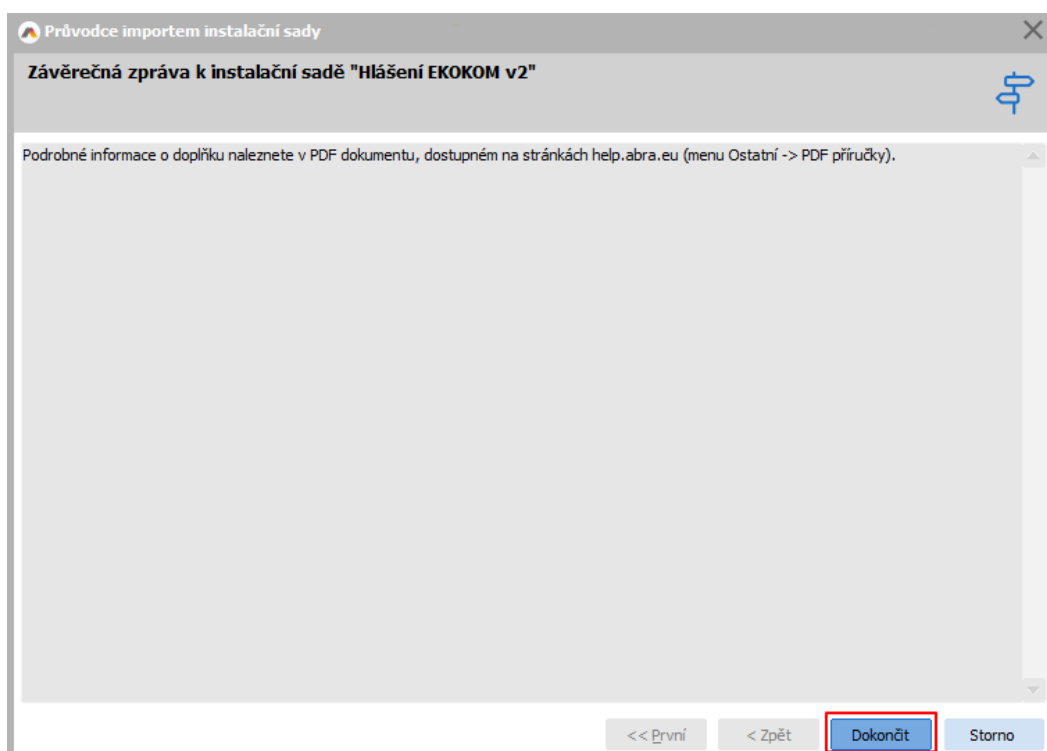 Průvodce importem instalační sady
Závěrečná zpráva k instalační sadě "Hlášení EKOKOM v2"
Podrobné informace o doplňku naleznete v PDF dokumentu, dostupném na stránkách help.abra.eu (menu Ostatní -> PDF příručky).
<< První < Zpět Dokončit Storno